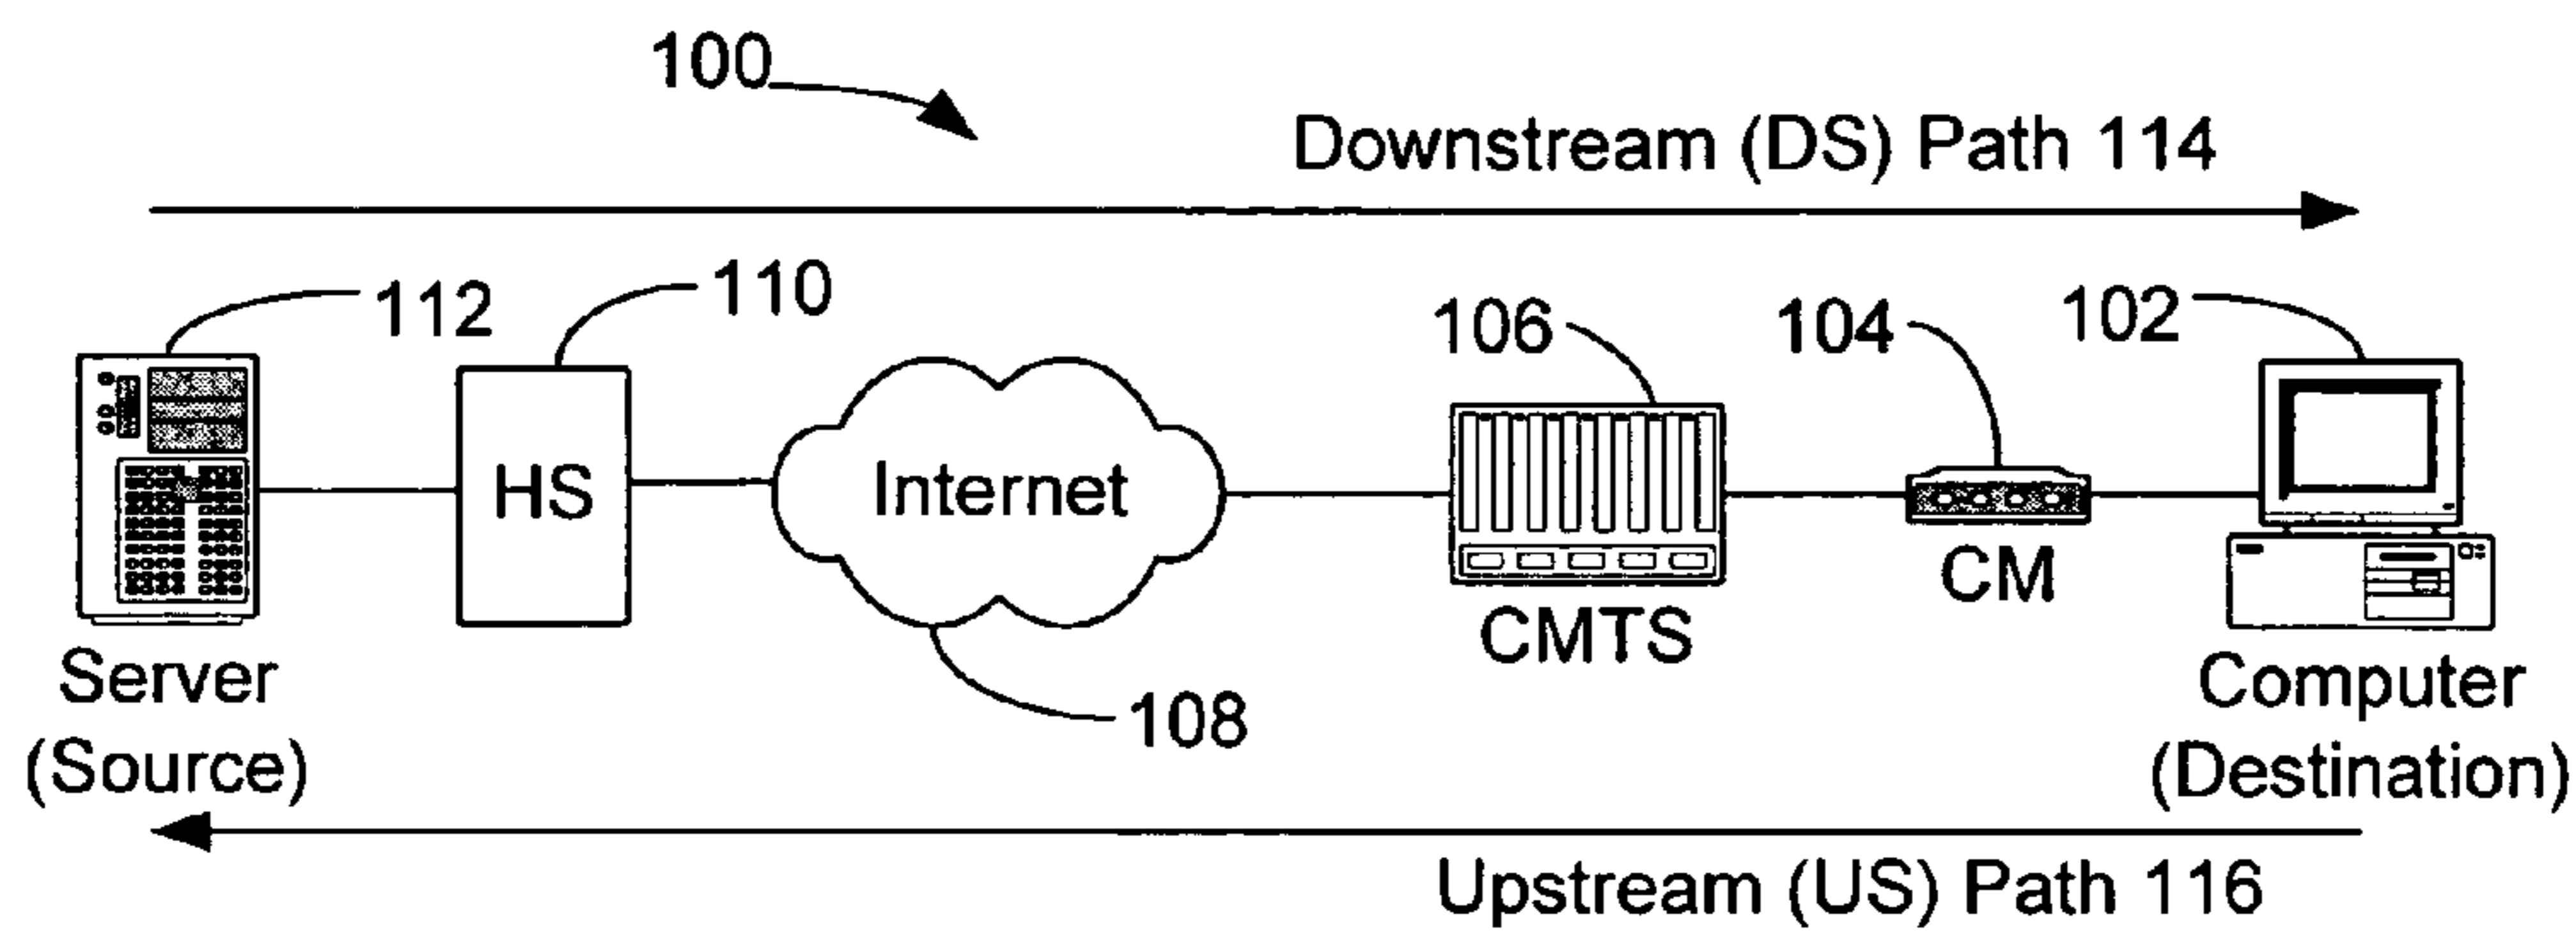 100
Downstream (DS) Path 114
112
110
106
104
102
HS
Internet
CM
CMTS
Server
(Source)
108
Computer
(Destination)
Upstream (US) Path 116